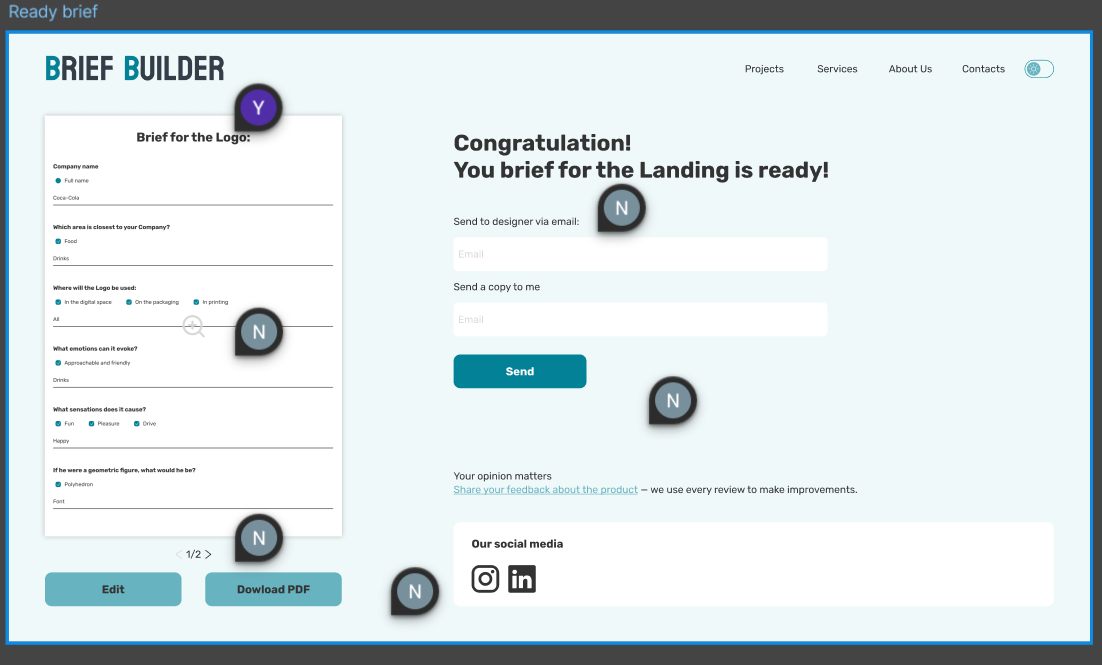 Ready brief
BRIEF BUILDER
Projects Services About Us Contacts
Y
Brief for the Logo:
Company name
Full name
Coca-Cola
Which area is closest to your Company?
Food
Drinks
Where will the Logo be used:
In the digital space On the packaging In printing
All
N
What emotions can it evoke?
Approachable and friendly
Drinks
What sensations does it cause?
Fun Pleasure Drive
Happy
If he were a geometric figure, what would he be?
Polyhedron
Font
N
< 1/2 >
Edit Dowload PDF
N
Congratulation!
You brief for the Landing is ready!
N
Send to designer via email:
Email
Send a copy to me
Email
Send
N
Your opinion matters
Share your feedback about the product — we use every review to make improvements.
Our social media
in